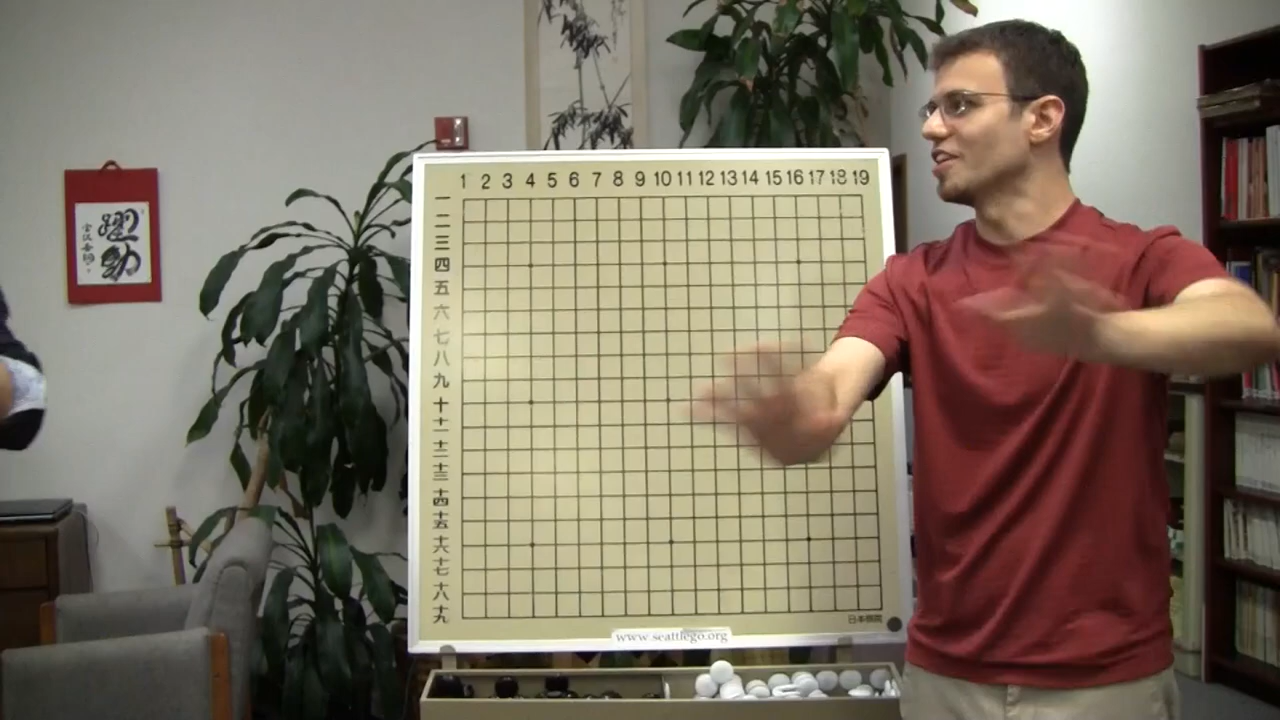 1 2 3 4 5 6 7 8 9 10 11 12 13 14 15 16 17 18 19
一
二
三
四
五
六
七
八
九
十
十一
十二
十三
十四
十五
十六
十七
十八
十九
日本棋院
www.seattlego.org